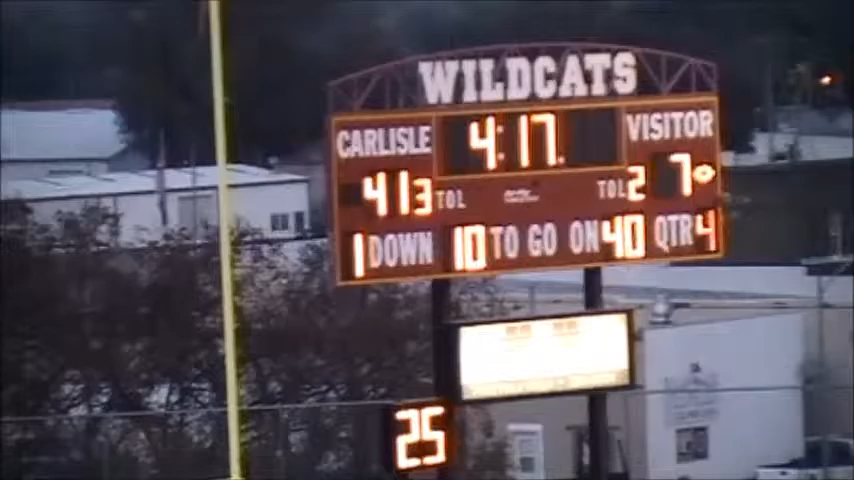 WILDCATS
CARLISLE 4:17 VISITOR
41 3 TOL TOL 2 7
1 DOWN 10 TO GO ON 40 QTR 4
25